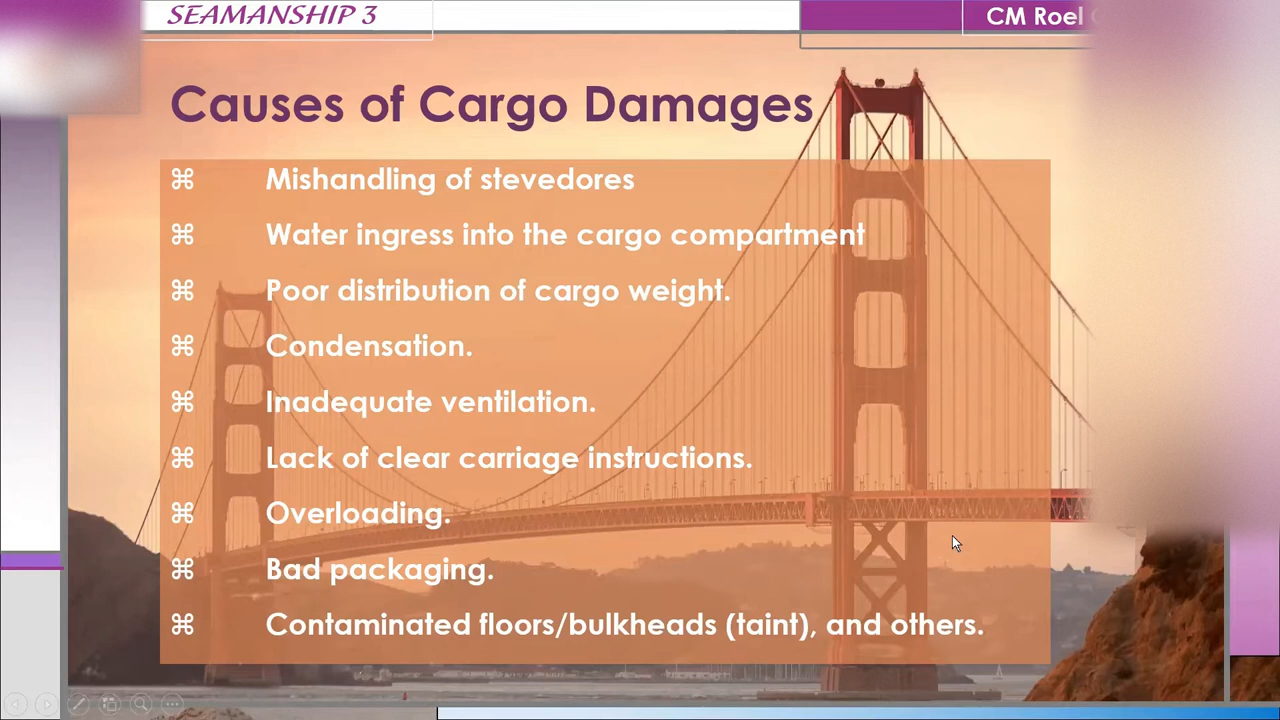 SEAMANSHIP 3
CM Roel
Causes of Cargo Damages
⌘ Mishandling of stevedores
⌘ Water ingress into the cargo compartment
⌘ Poor distribution of cargo weight.
⌘ Condensation.
⌘ Inadequate ventilation.
⌘ Lack of clear carriage instructions.
⌘ Overloading.
⌘ Bad packaging.
⌘ Contaminated floors/bulkheads (taint), and others.